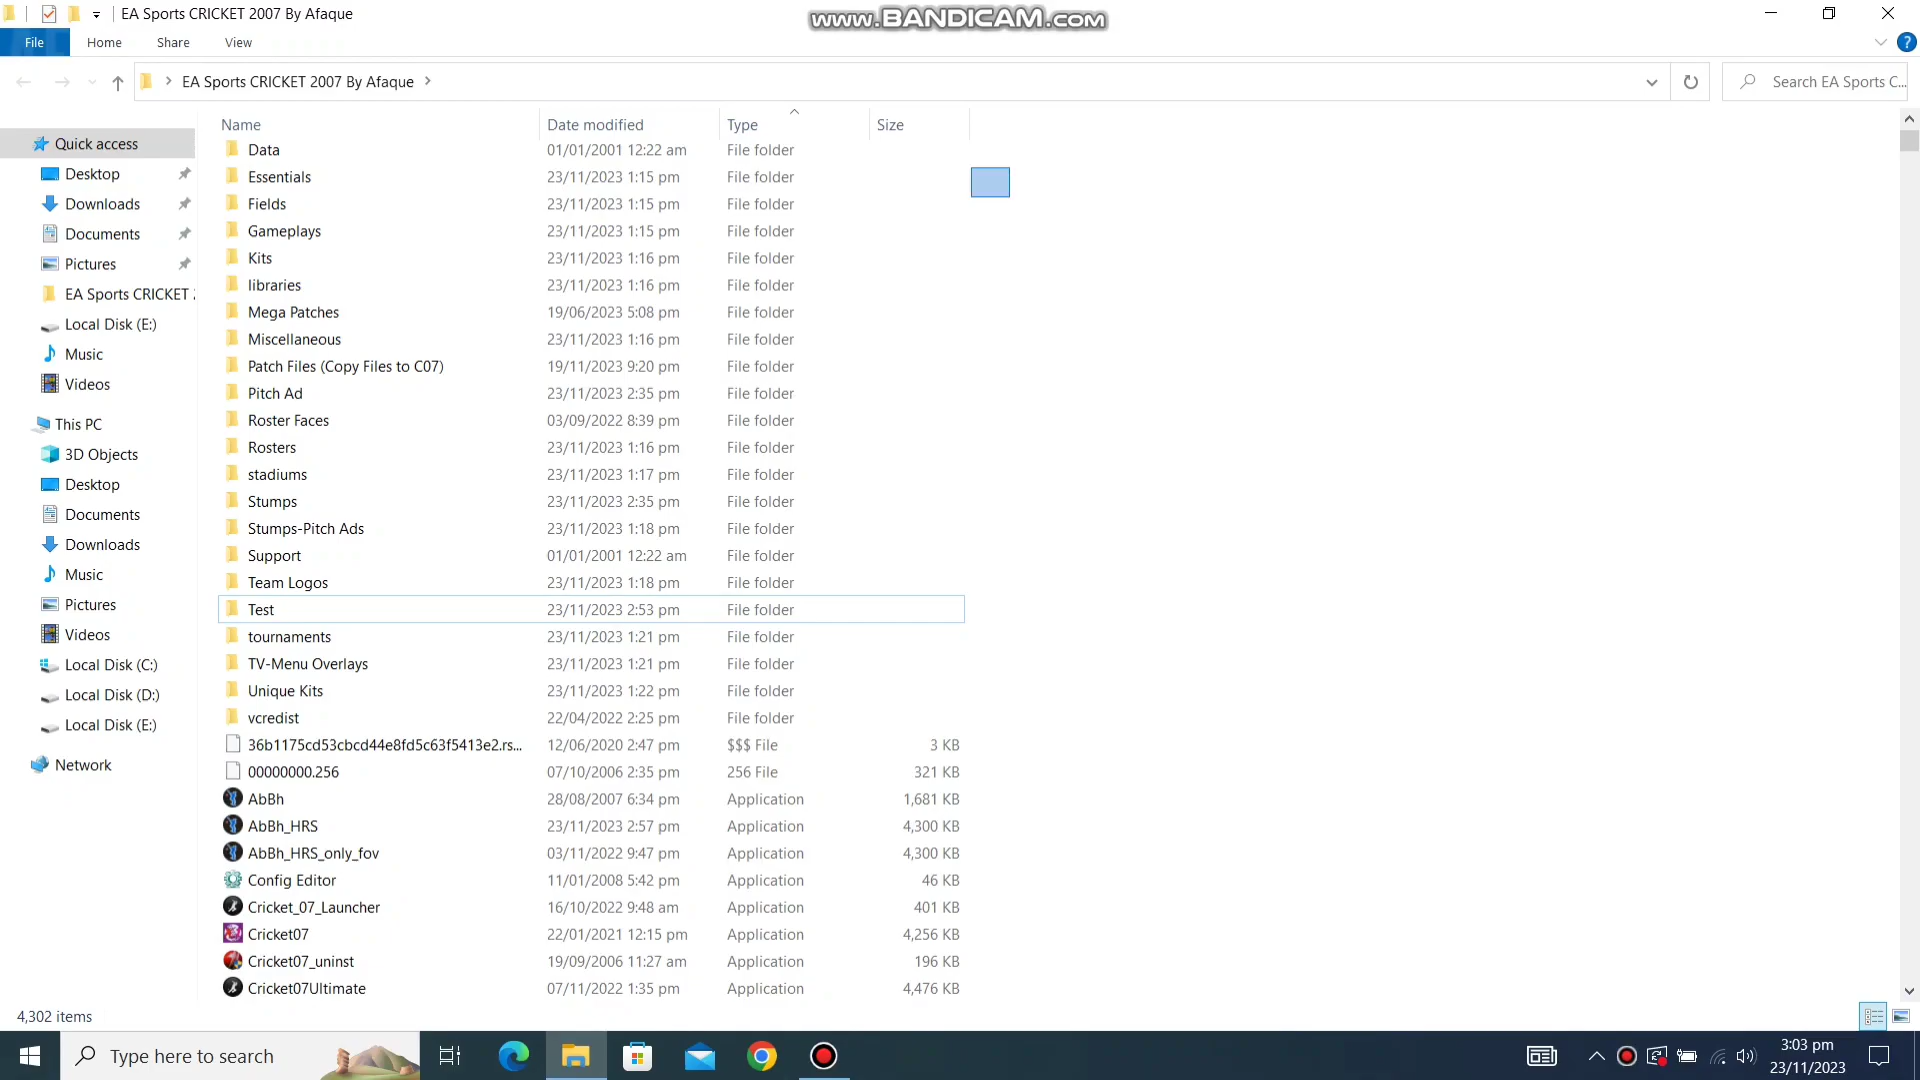 EA Sports CRICKET 2007 By Afaque
www.BANDICAM.com
File Home Share View
EA Sports CRICKET 2007 By Afaque
Search EA Sports C...
Name Date modified Type Size
Quick access
Desktop
Downloads
Documents
Pictures
EA Sports CRICKET 2
Local Disk (E:)
Music
Videos
This PC
3D Objects
Desktop
Documents
Downloads
Music
Pictures
Videos
Local Disk (C:)
Local Disk (D:)
Local Disk (E:)
Network
Data 01/01/2001 12:22 am File folder
Essentials 23/11/2023 1:15 pm File folder
Fields 23/11/2023 1:15 pm File folder
Gameplays 23/11/2023 1:15 pm File folder
Kits 23/11/2023 1:16 pm File folder
libraries 23/11/2023 1:16 pm File folder
Mega Patches 19/06/2023 5:08 pm File folder
Miscellaneous 23/11/2023 1:16 pm File folder
Patch Files (Copy Files to C07) 19/11/2023 9:20 pm File folder
Pitch Ad 23/11/2023 2:35 pm File folder
Roster Faces 03/09/2022 8:39 pm File folder
Rosters 23/11/2023 1:16 pm File folder
stadiums 23/11/2023 1:17 pm File folder
Stumps 23/11/2023 2:35 pm File folder
Stumps-Pitch Ads 23/11/2023 1:18 pm File folder
Support 01/01/2001 12:22 am File folder
Team Logos 23/11/2023 1:18 pm File folder
Test 23/11/2023 2:53 pm File folder
tournaments 23/11/2023 1:21 pm File folder
TV-Menu Overlays 23/11/2023 1:21 pm File folder
Unique Kits 23/11/2023 1:22 pm File folder
vcredist 22/04/2022 2:25 pm File folder
36b1175cd53cbcd44e8fd5c63f5413e2.rs... 12/06/2020 2:47 pm $$$ File 3 KB
00000000.256 07/10/2006 2:35 pm 256 File 321 KB
AbBh 28/08/2007 6:34 pm Application 1,681 KB
AbBh_HRS 23/11/2023 2:57 pm Application 4,300 KB
AbBh_HRS_only_fov 03/11/2022 9:47 pm Application 4,300 KB
Config Editor 11/01/2008 5:42 pm Application 46 KB
Cricket_07_Launcher 16/10/2022 9:48 am Application 401 KB
Cricket07 22/01/2021 12:15 pm Application 4,256 KB
Cricket07_uninst 19/09/2006 11:27 am Application 196 KB
Cricket07Ultimate 07/11/2022 1:35 pm Application 4,476 KB
4,302 items
Type here to search
3:03 pm
23/11/2023